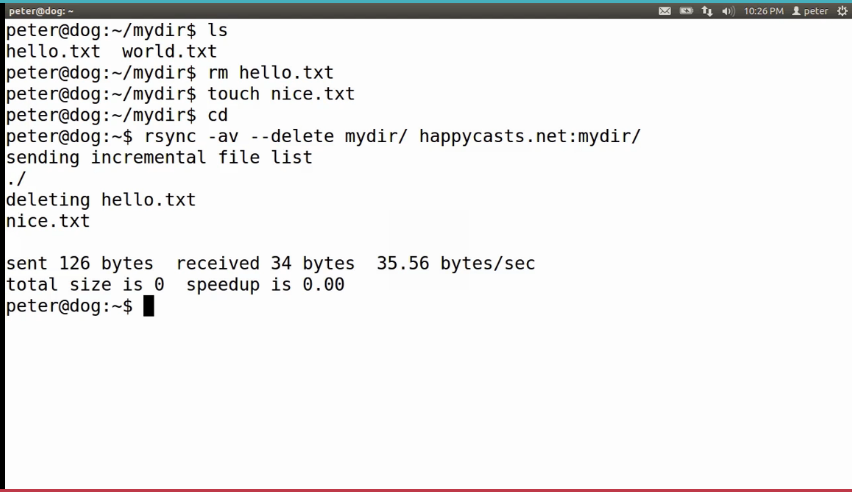 peter@dog: ~
10:26 PM peter
peter@dog:~/mydir$ ls
hello.txt  world.txt
peter@dog:~/mydir$ rm hello.txt
peter@dog:~/mydir$ touch nice.txt
peter@dog:~/mydir$ cd
peter@dog:~$ rsync -av --delete mydir/ happycasts.net:mydir/
sending incremental file list
./
deleting hello.txt
nice.txt

sent 126 bytes  received 34 bytes  35.56 bytes/sec
total size is 0  speedup is 0.00
peter@dog:~$